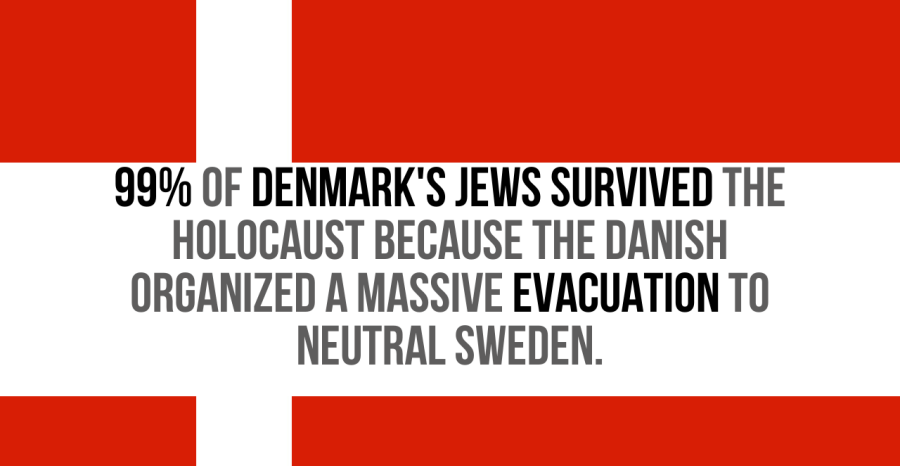 99% OF DENMARK'S JEWS SURVIVED THE
HOLOCAUST BECAUSE THE DANISH
ORGANIZED A MASSIVE EVACUATION TO
NEUTRAL SWEDEN.